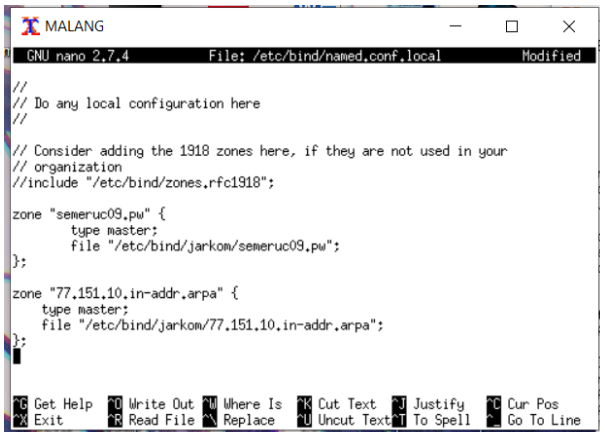 MALANG
GNU nano 2.7.4 File: /etc/bind/named.conf.local Modified
//
// Do any local configuration here
//
// Consider adding the 1918 zones here, if they are not used in your
// organization
//include "/etc/bind/zones.rfc1918";
zone "semeruc09.pw" {
type master;
file "/etc/bind/jarkom/semeruc09.pw";
};
zone "77.151.10.in-addr.arpa" {
type master;
file "/etc/bind/jarkom/77.151.10.in-addr.arpa";
};
^G Get Help ^O Write Out ^W Where Is ^K Cut Text ^J Justify ^C Cur Pos
^X Exit ^R Read File ^\ Replace ^U Uncut Text ^T To Spell ^_ Go To Line